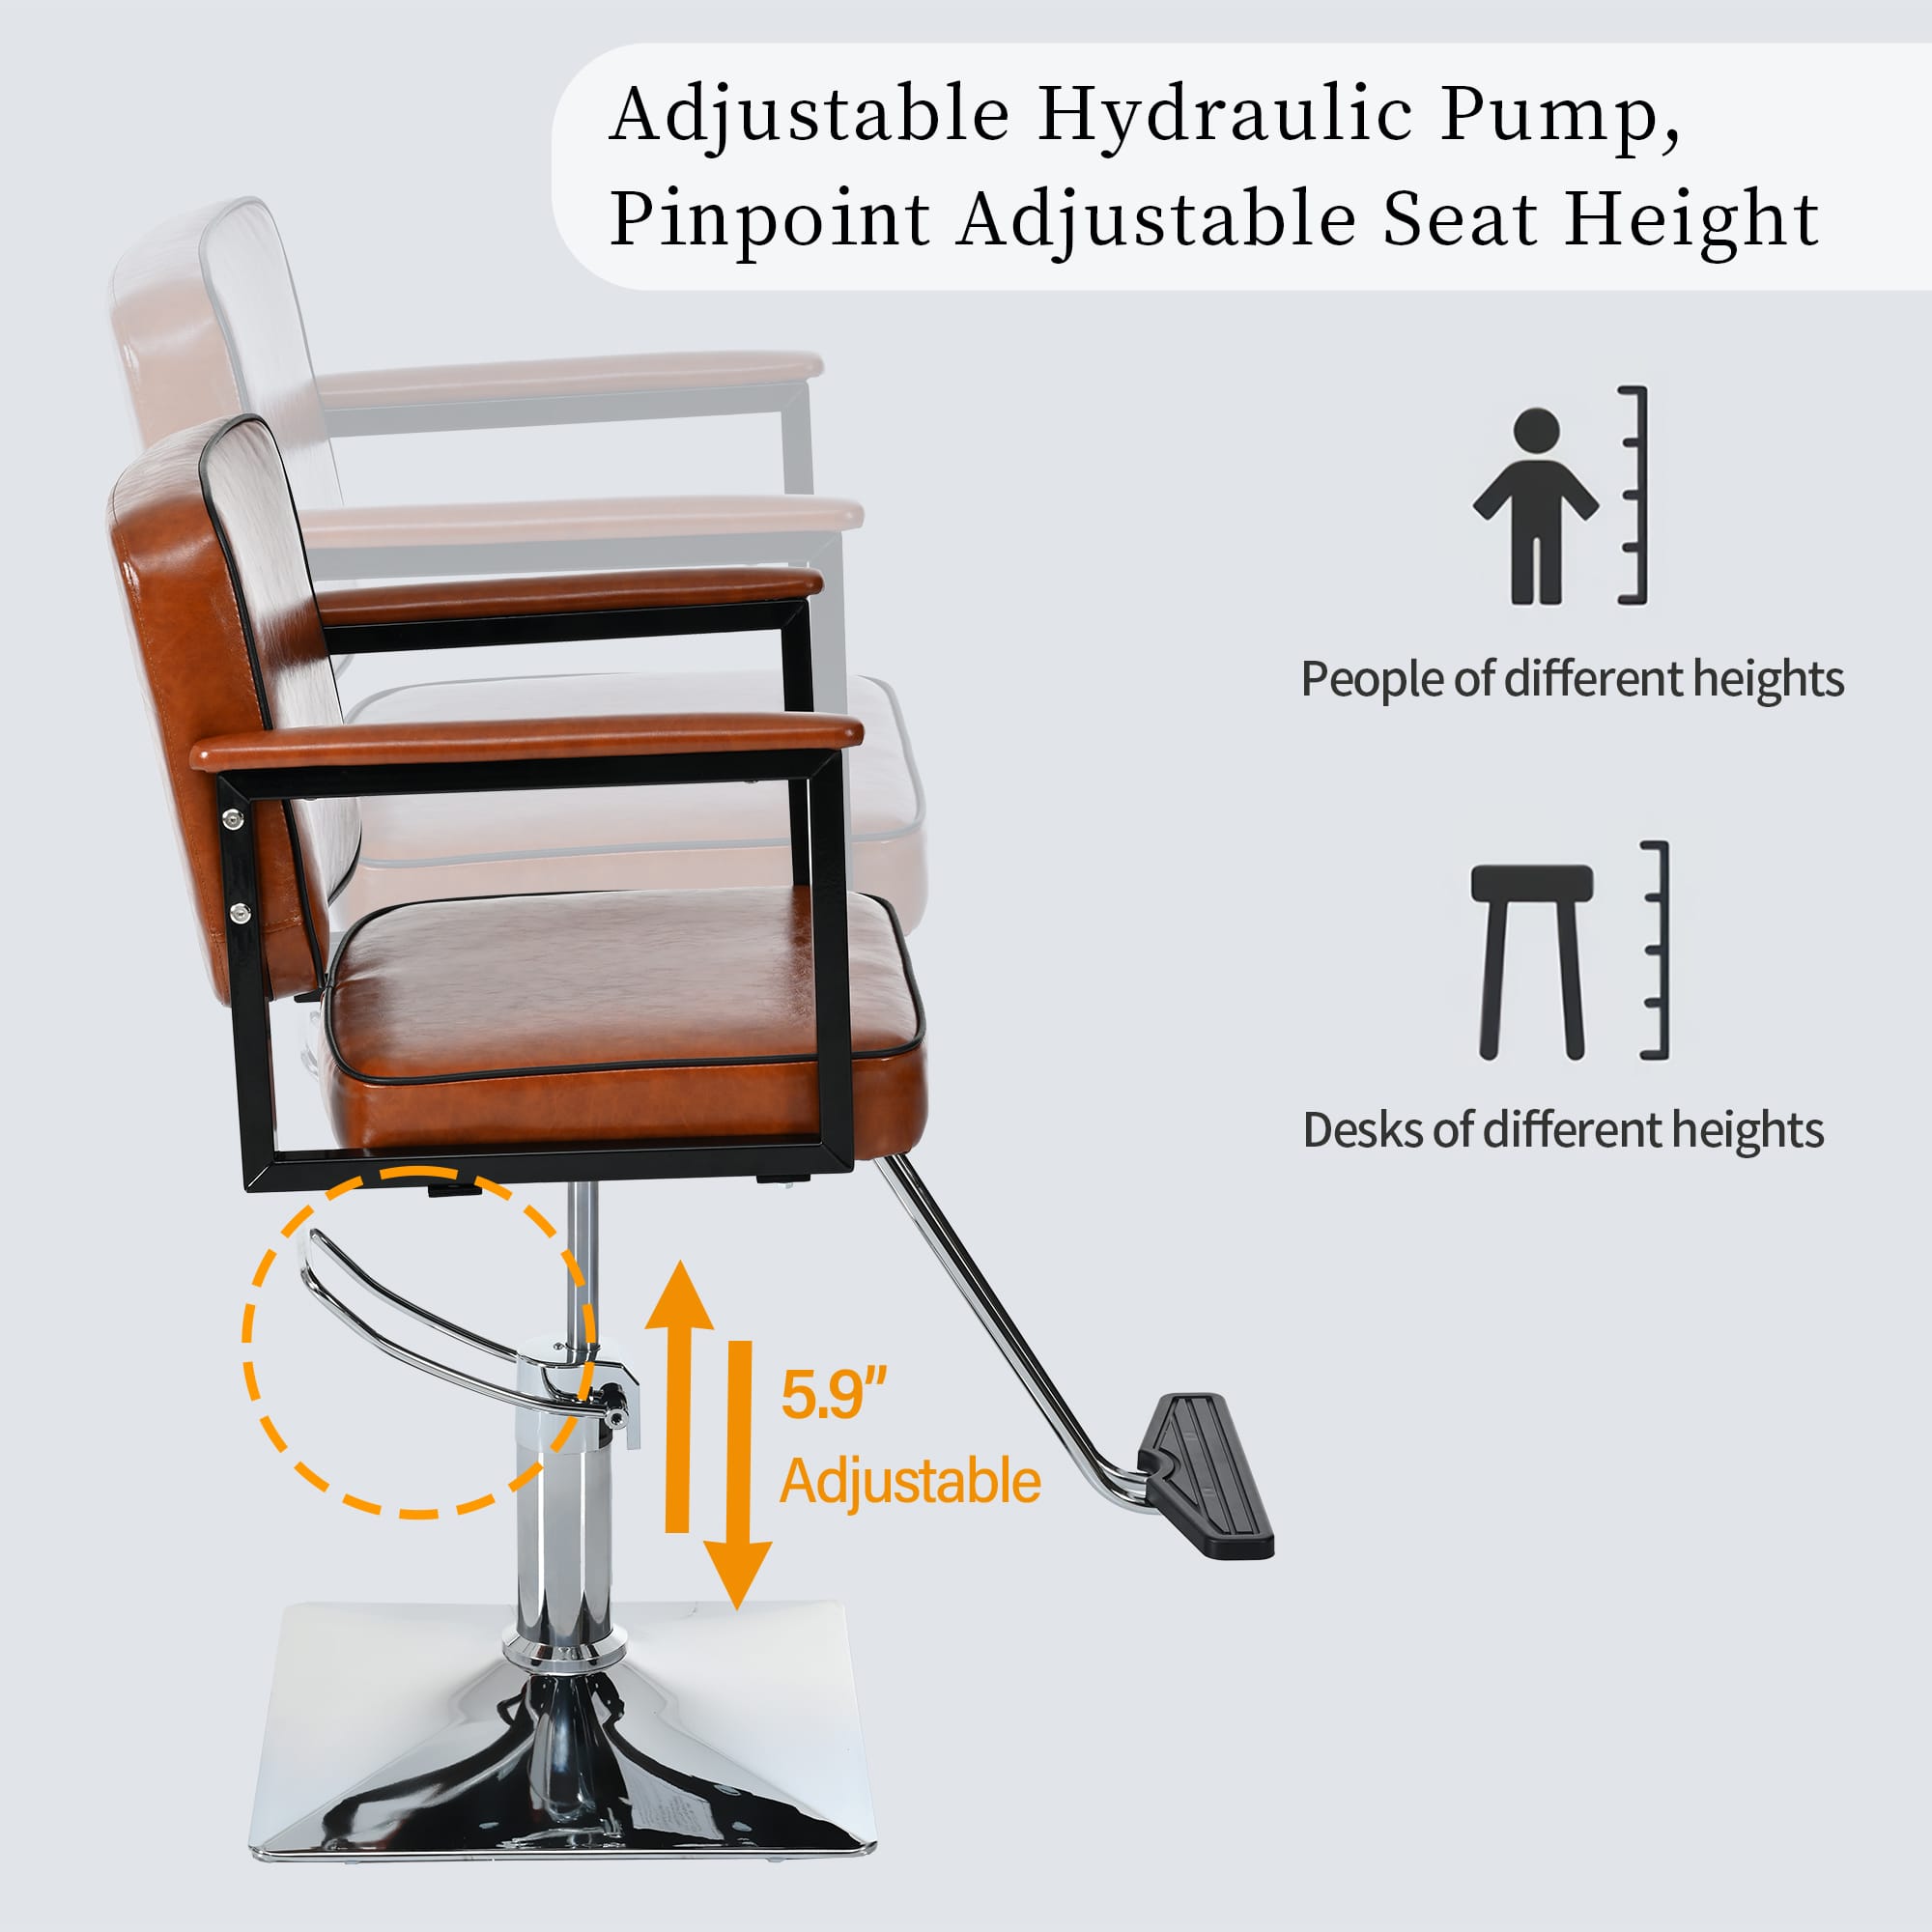 Adjustable Hydraulic Pump,
Pinpoint Adjustable Seat Height
People of different heights
Desks of different heights
5.9″
Adjustable